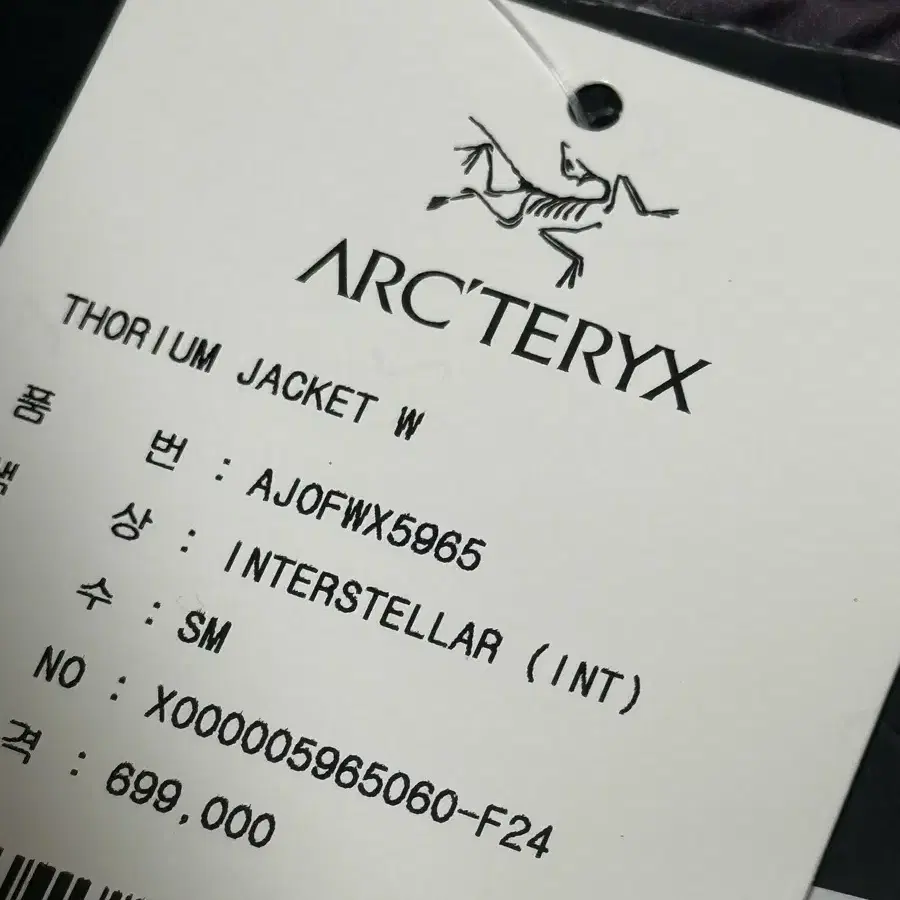 ARC'TERYX
THORIUM JACKET W
품 번 : AJOFWX5965
상 : INTERSTELLAR (INT)
수 : SM
NO : X000005965060-F24
격 : 699,000